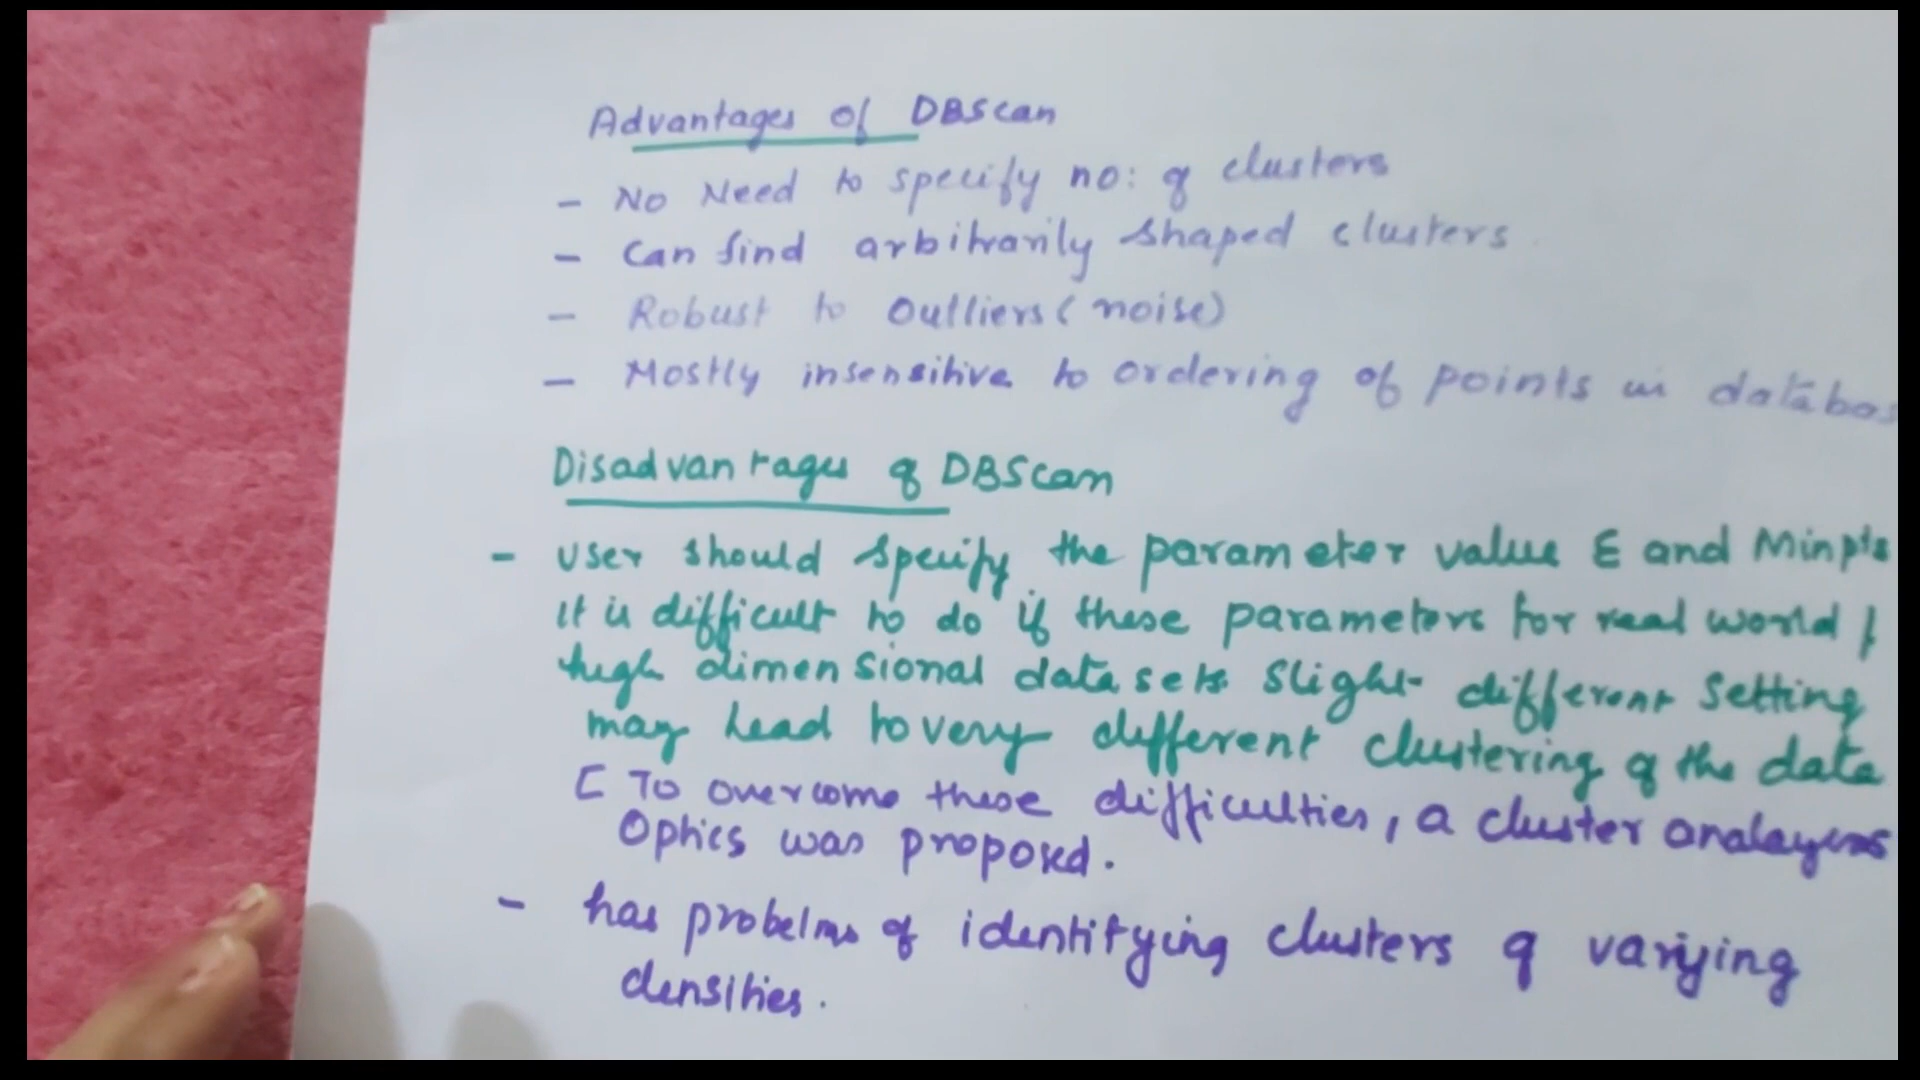 Advantages of DBScan
- No Need to specify no: of clusters
- Can find arbitrarily shaped clusters
- Robust to Outliers (noise)
- Mostly insensitive to ordering of points in databas
Disadvantages of DBScan
- User should specify the parameter value ε and Minpts
It is difficult to do if these parameters for real world /
high dimensional data sets. Slight different Setting
may lead to very different clustering of the data
[ To overcome these difficulties, a cluster
Optics was proposed.
- has probelms of identifying clusters of varying
densities.